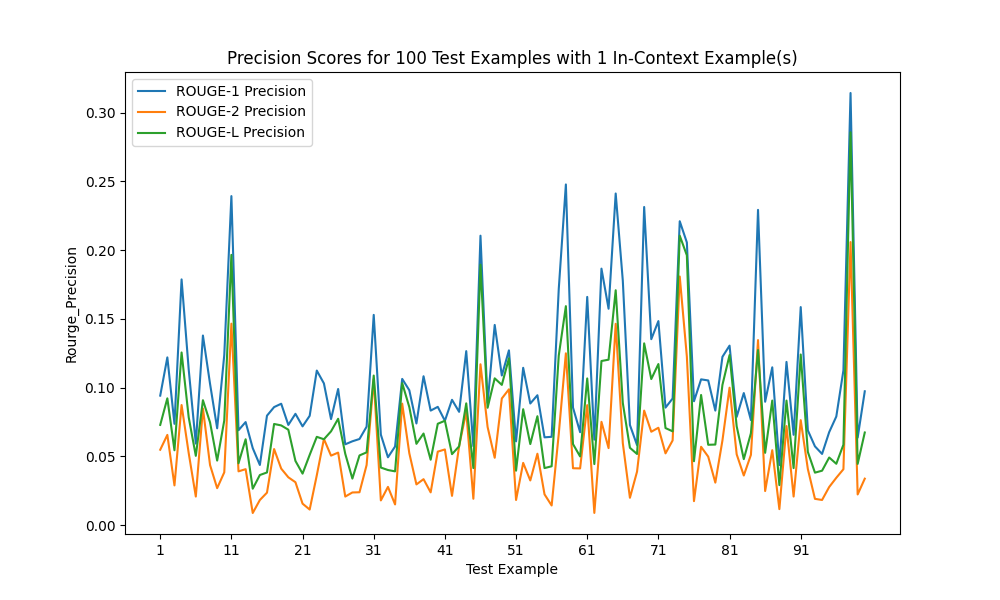 Precision Scores for 100 Test Examples with 1 In-Context Example(s)
ROUGE-1 Precision
ROUGE-2 Precision
ROUGE-L Precision
0.30
0.25
0.20
0.15
0.10
0.05
0.00
Rourge_Precision
1 11 21 31 41 51 61 71 81 91
Test Example